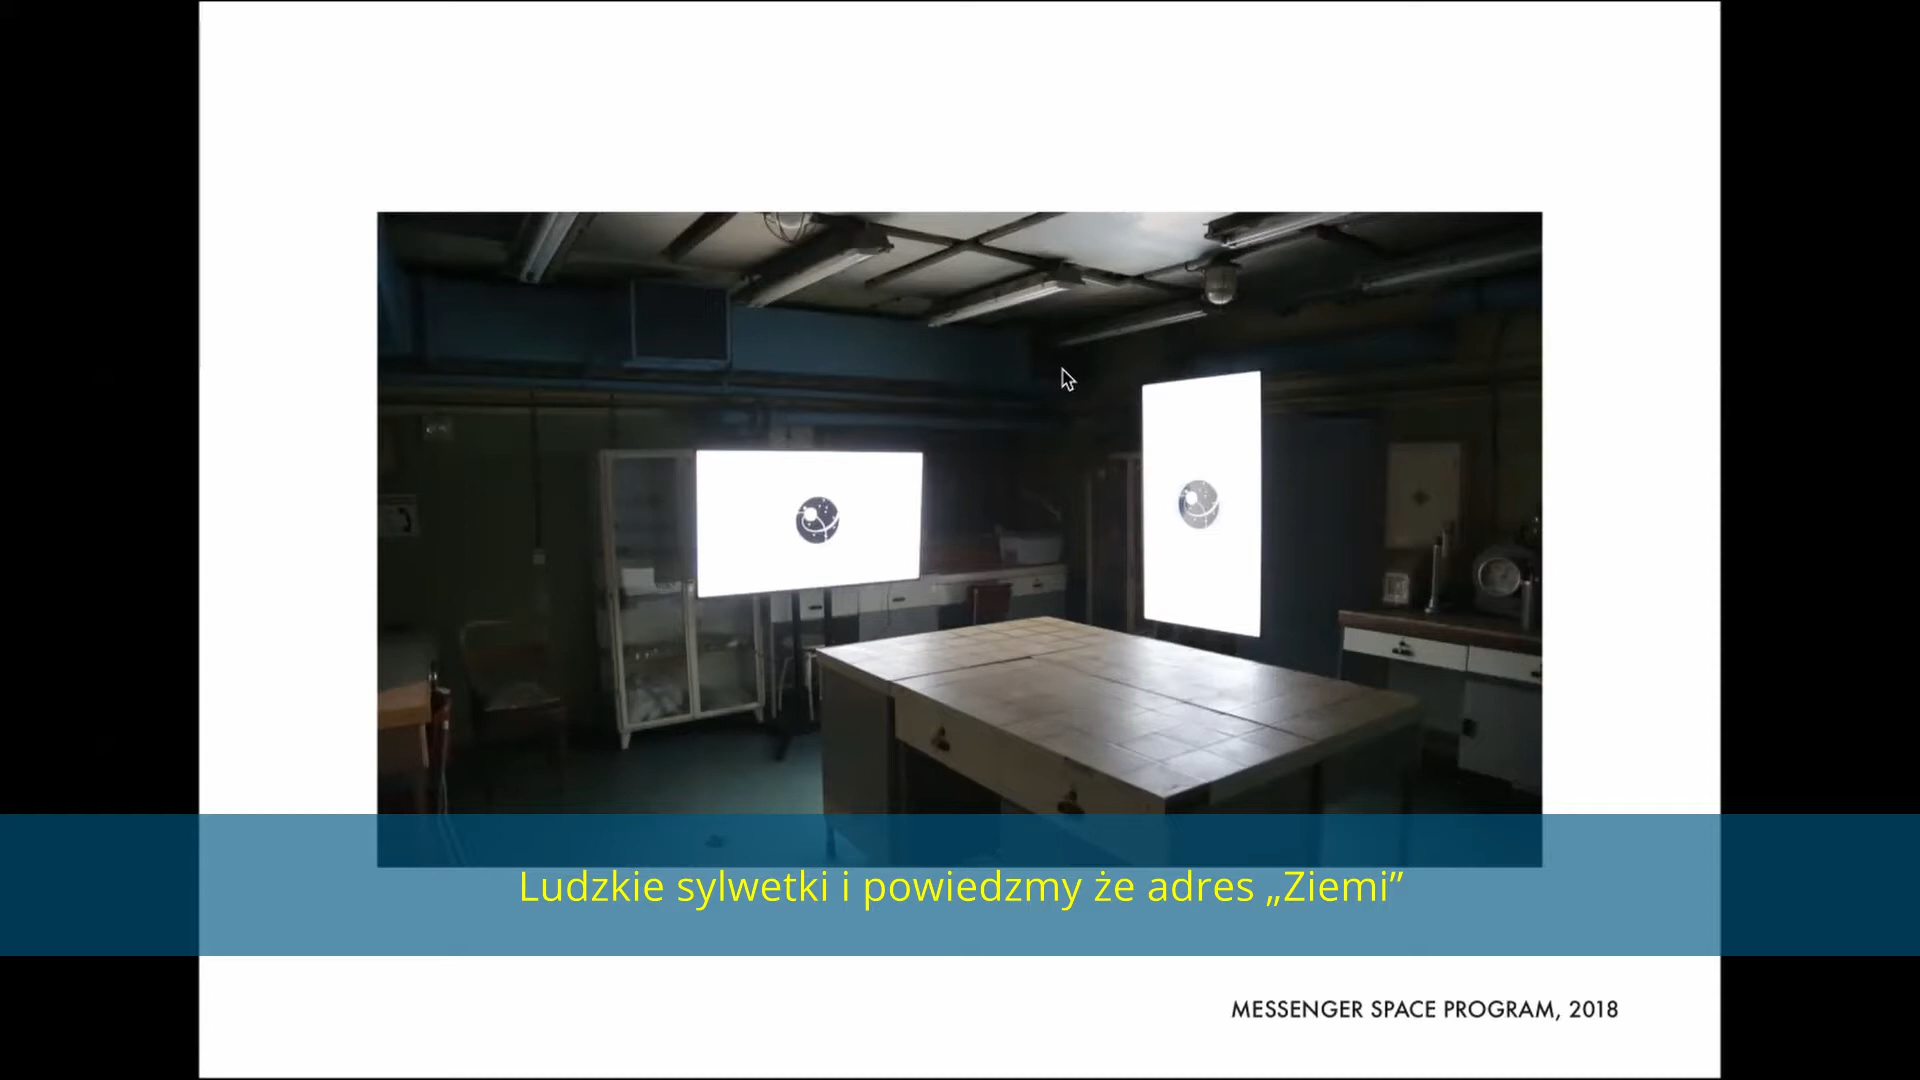 Ludzkie sylwetki i powiedzmy że adres „Ziemi”
MESSENGER SPACE PROGRAM, 2018